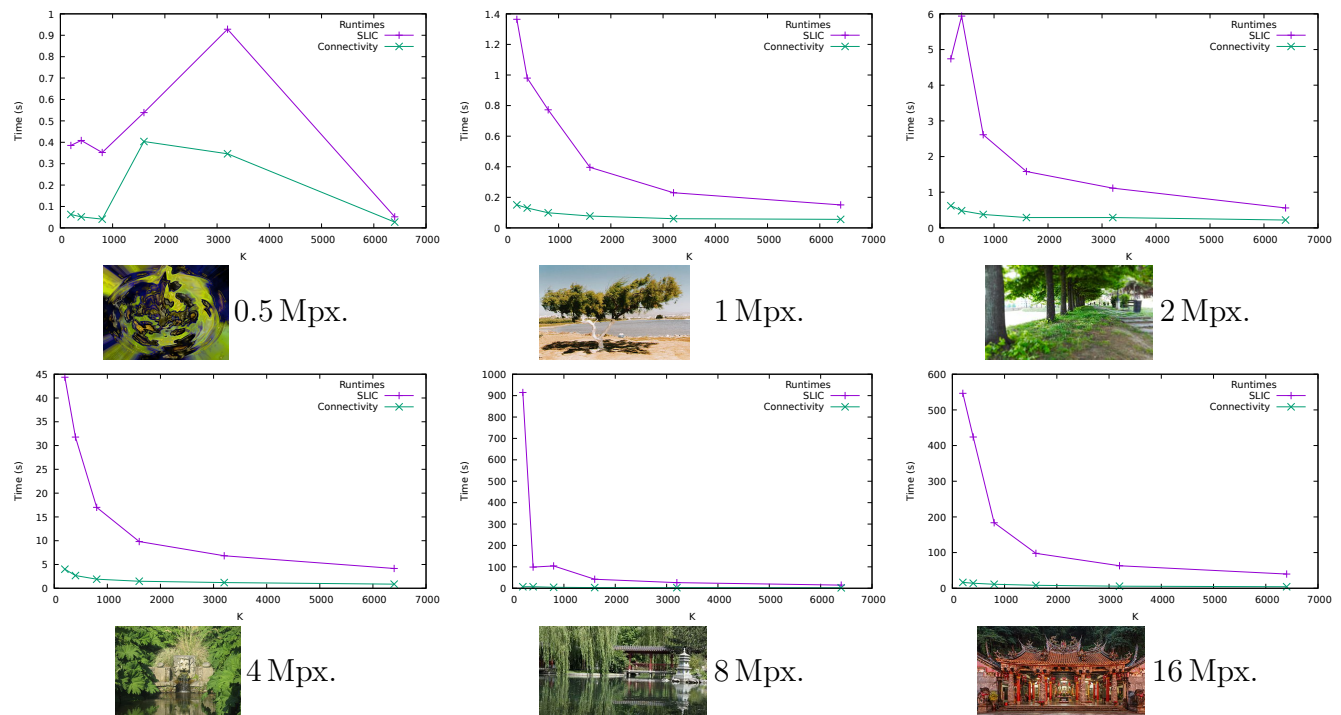 Runtimes
SLIC
Connectivity
Time (s)
1
0.9
0.8
0.7
0.6
0.5
0.4
0.3
0.2
0.1
0
0 1000 2000 3000 4000 5000 6000 7000
K
0.5 Mpx.
Runtimes
SLIC
Connectivity
Time (s)
1.4
1.2
1
0.8
0.6
0.4
0.2
0
0 1000 2000 3000 4000 5000 6000 7000
K
1 Mpx.
Runtimes
SLIC
Connectivity
Time (s)
6
5
4
3
2
1
0
0 1000 2000 3000 4000 5000 6000 7000
K
2 Mpx.
Runtimes
SLIC
Connectivity
Time (s)
45
40
35
30
25
20
15
10
5
0
0 1000 2000 3000 4000 5000 6000 7000
K
4 Mpx.
Runtimes
SLIC
Connectivity
Time (s)
1000
900
800
700
600
500
400
300
200
100
0
0 1000 2000 3000 4000 5000 6000 7000
K
8 Mpx.
Runtimes
SLIC
Connectivity
Time (s)
600
500
400
300
200
100
0
0 1000 2000 3000 4000 5000 6000 7000
K
16 Mpx.